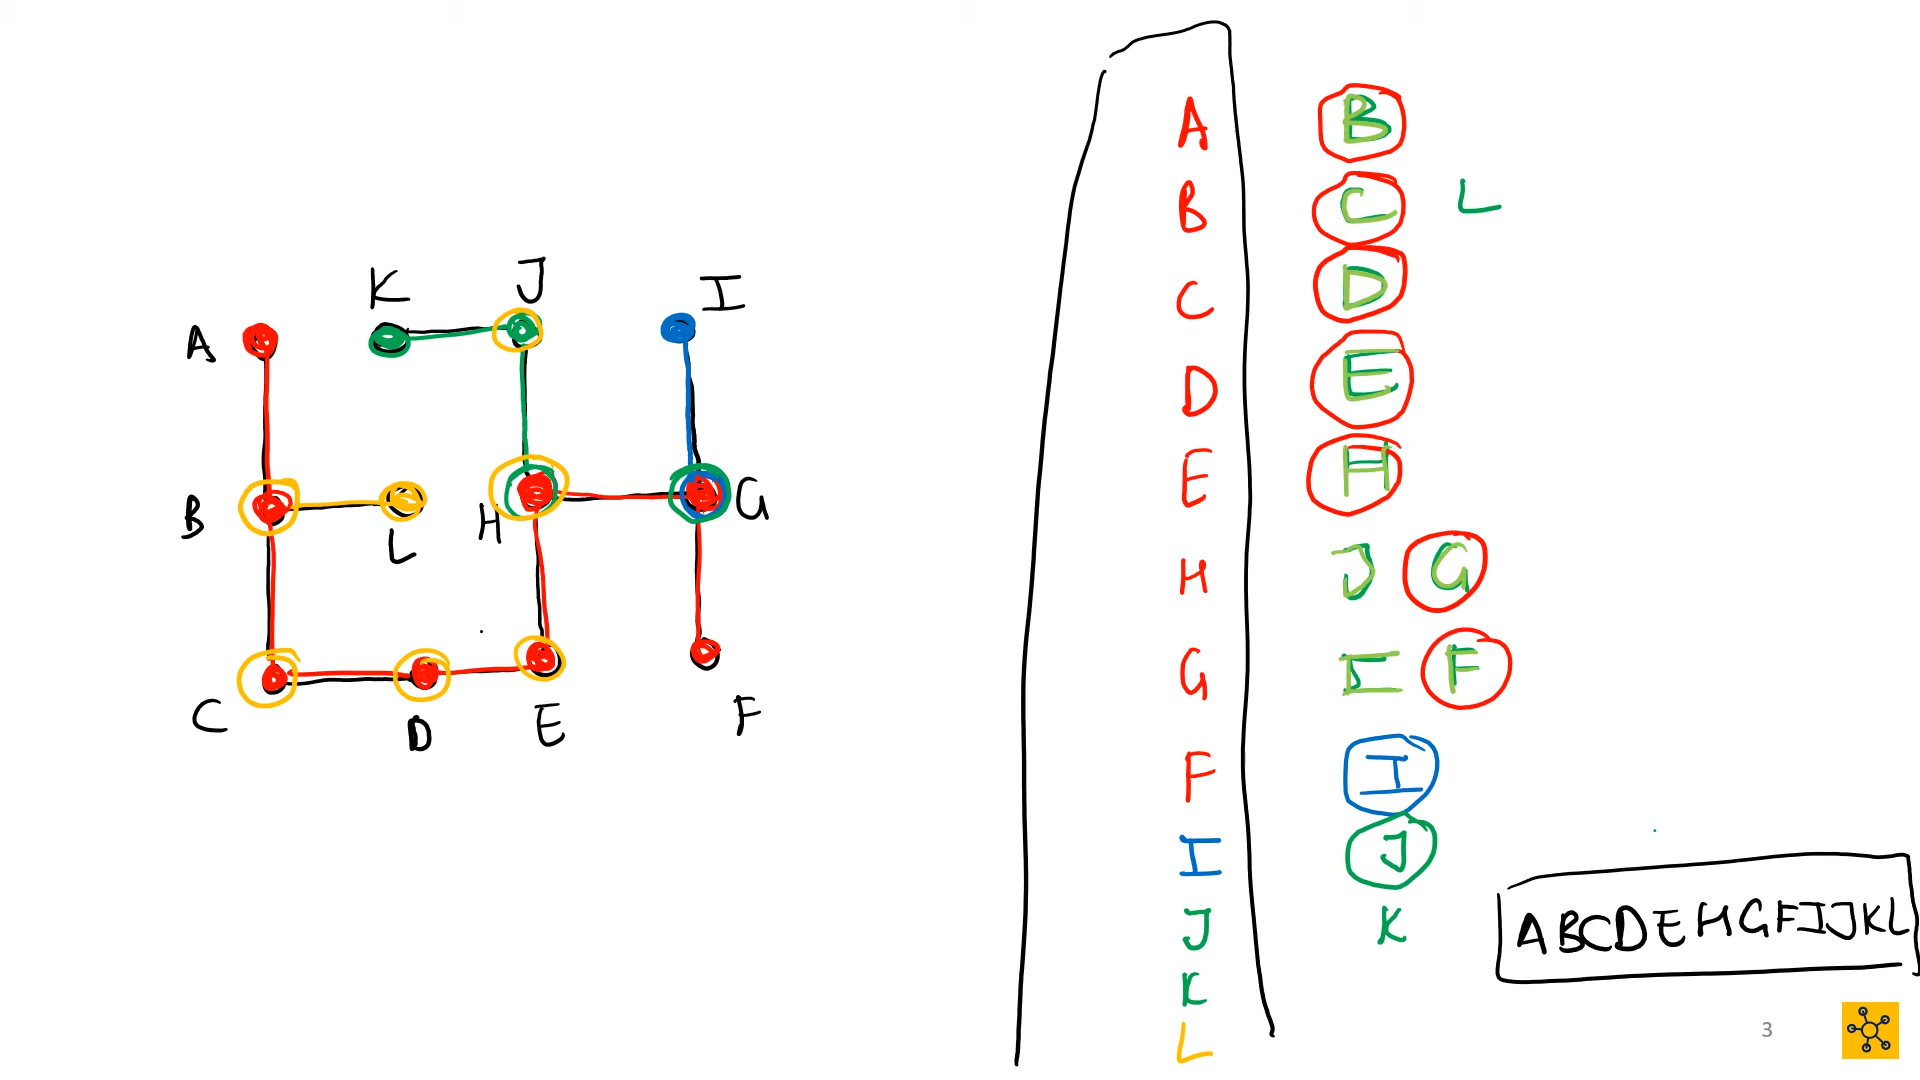 K J I
A
B L H G
C D E F
A B
B C L
C D
D E
E H
H J G
G I F
F I
I J
J K
K
L
ABCDEHGFIJKL
3